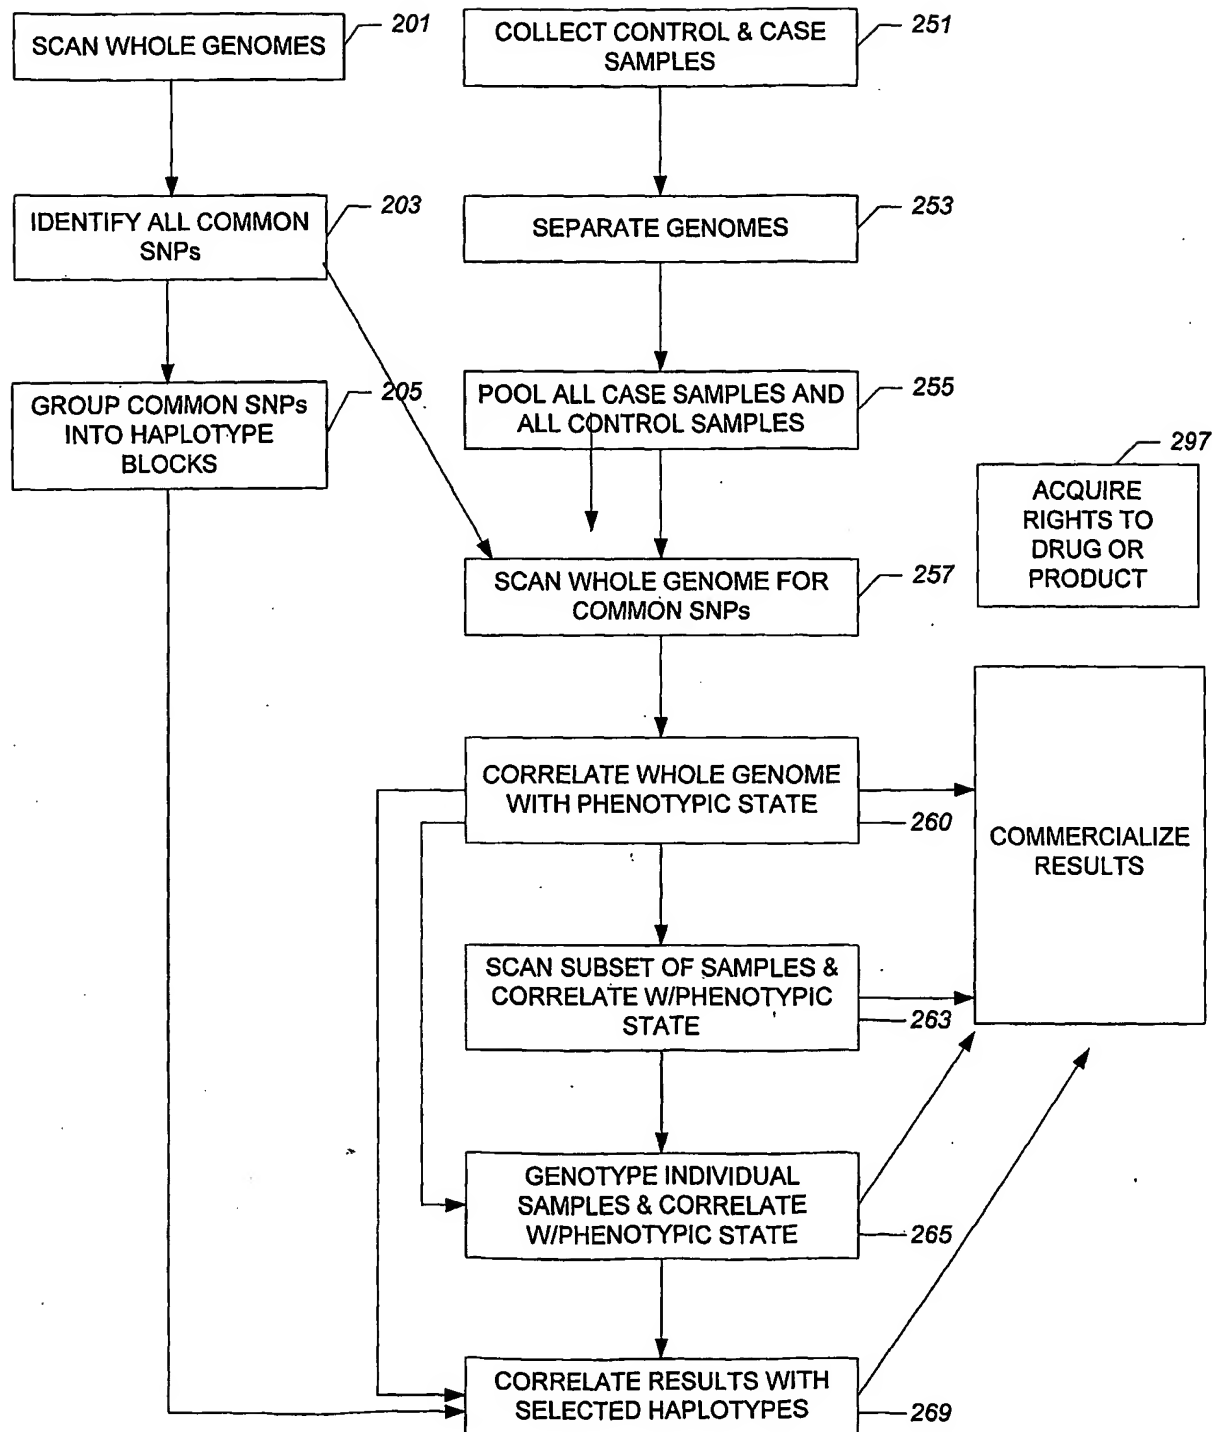 SCAN WHOLE GENOMES
201
COLLECT CONTROL & CASE
SAMPLES
251
IDENTIFY ALL COMMON
SNPs
203
SEPARATE GENOMES
253
GROUP COMMON SNPs
INTO HAPLOTYPE
BLOCKS
205
POOL ALL CASE SAMPLES AND
ALL CONTROL SAMPLES
255
297
ACQUIRE
RIGHTS TO
DRUG OR
PRODUCT
SCAN WHOLE GENOME FOR
COMMON SNPs
257
CORRELATE WHOLE GENOME
WITH PHENOTYPIC STATE
260
COMMERCIALIZE
RESULTS
SCAN SUBSET OF SAMPLES &
CORRELATE W/PHENOTYPIC
STATE
263
GENOTYPE INDIVIDUAL
SAMPLES & CORRELATE
W/PHENOTYPIC STATE
265
CORRELATE RESULTS WITH
SELECTED HAPLOTYPES
269